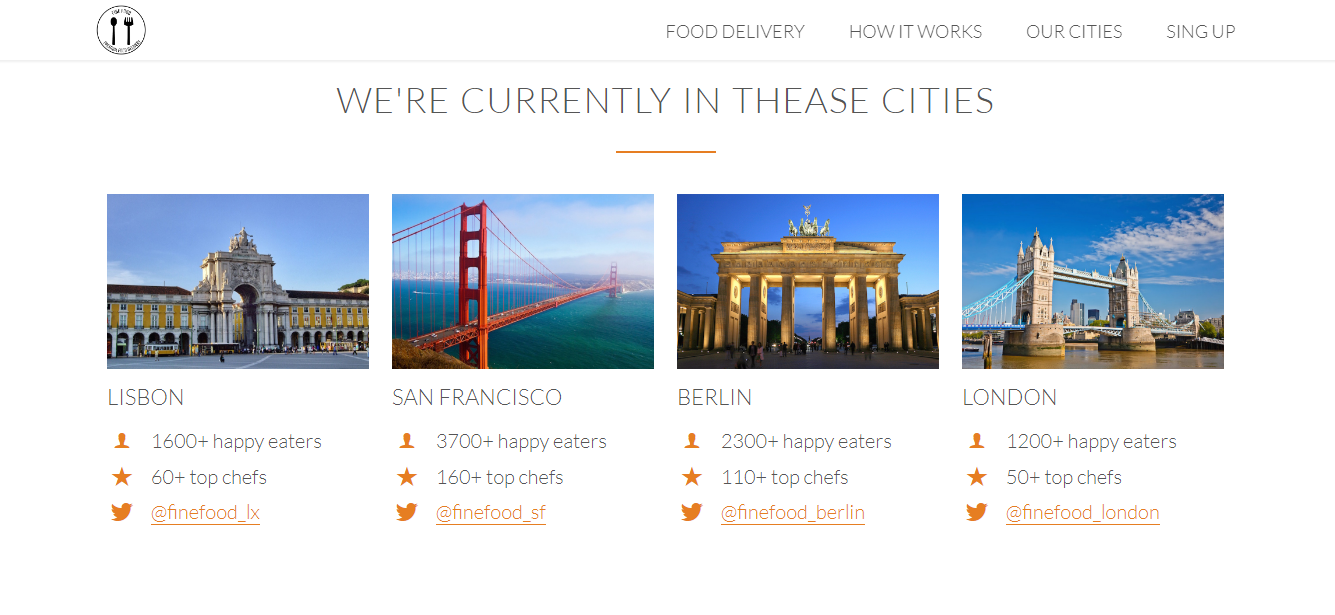 FINE FOOD
FOOD DELIVERY
HOW IT WORKS
OUR CITIES
SING UP
WE'RE CURRENTLY IN THEASE CITIES
LISBON
1600+ happy eaters
60+ top chefs
@finefood_lx
SAN FRANCISCO
3700+ happy eaters
160+ top chefs
@finefood_sf
BERLIN
2300+ happy eaters
110+ top chefs
@finefood_berlin
LONDON
1200+ happy eaters
50+ top chefs
@finefood_london